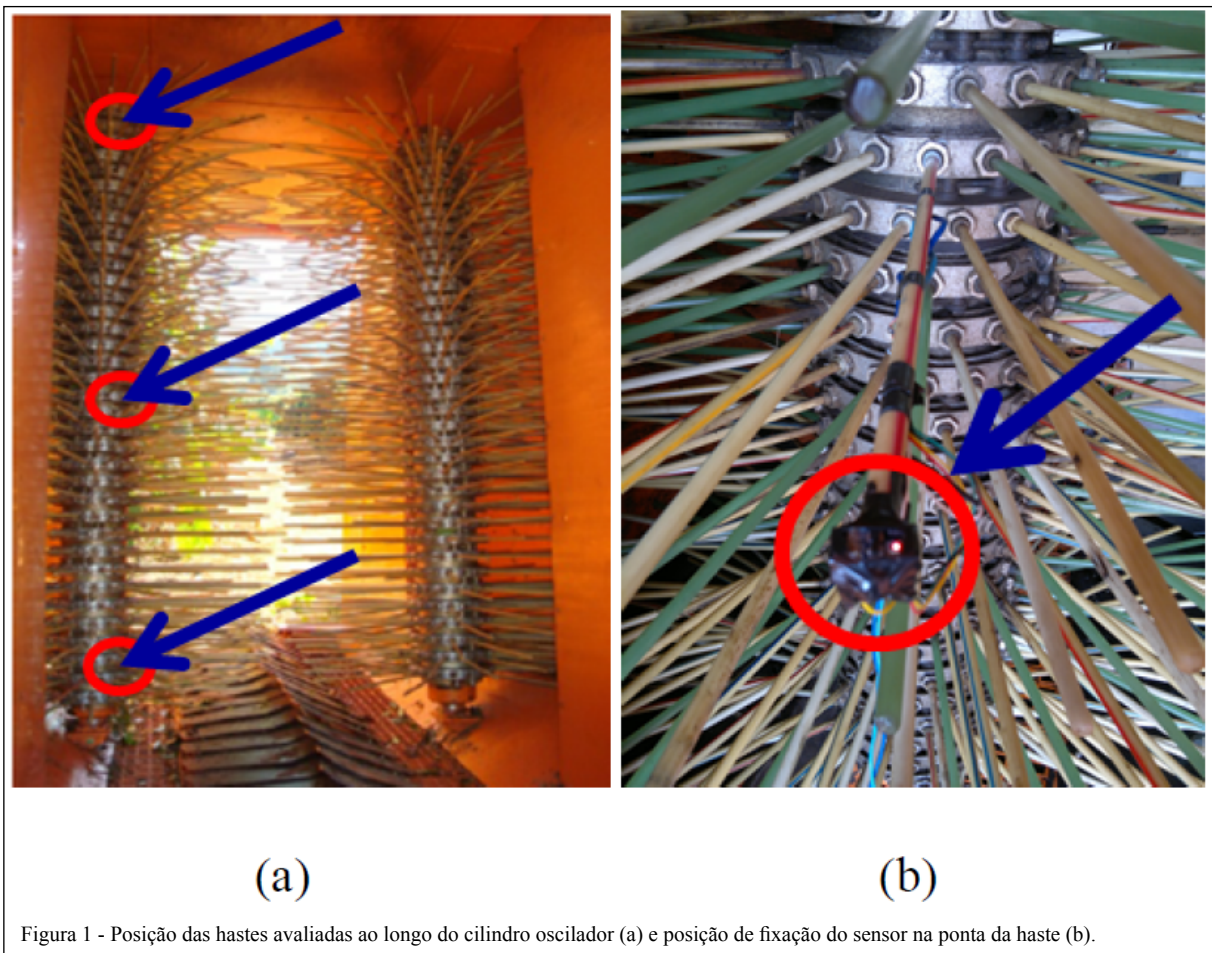 (a) (b)
Figura 1 - Posição das hastes avaliadas ao longo do cilindro oscilador (a) e posição de fixação do sensor na ponta da haste (b).